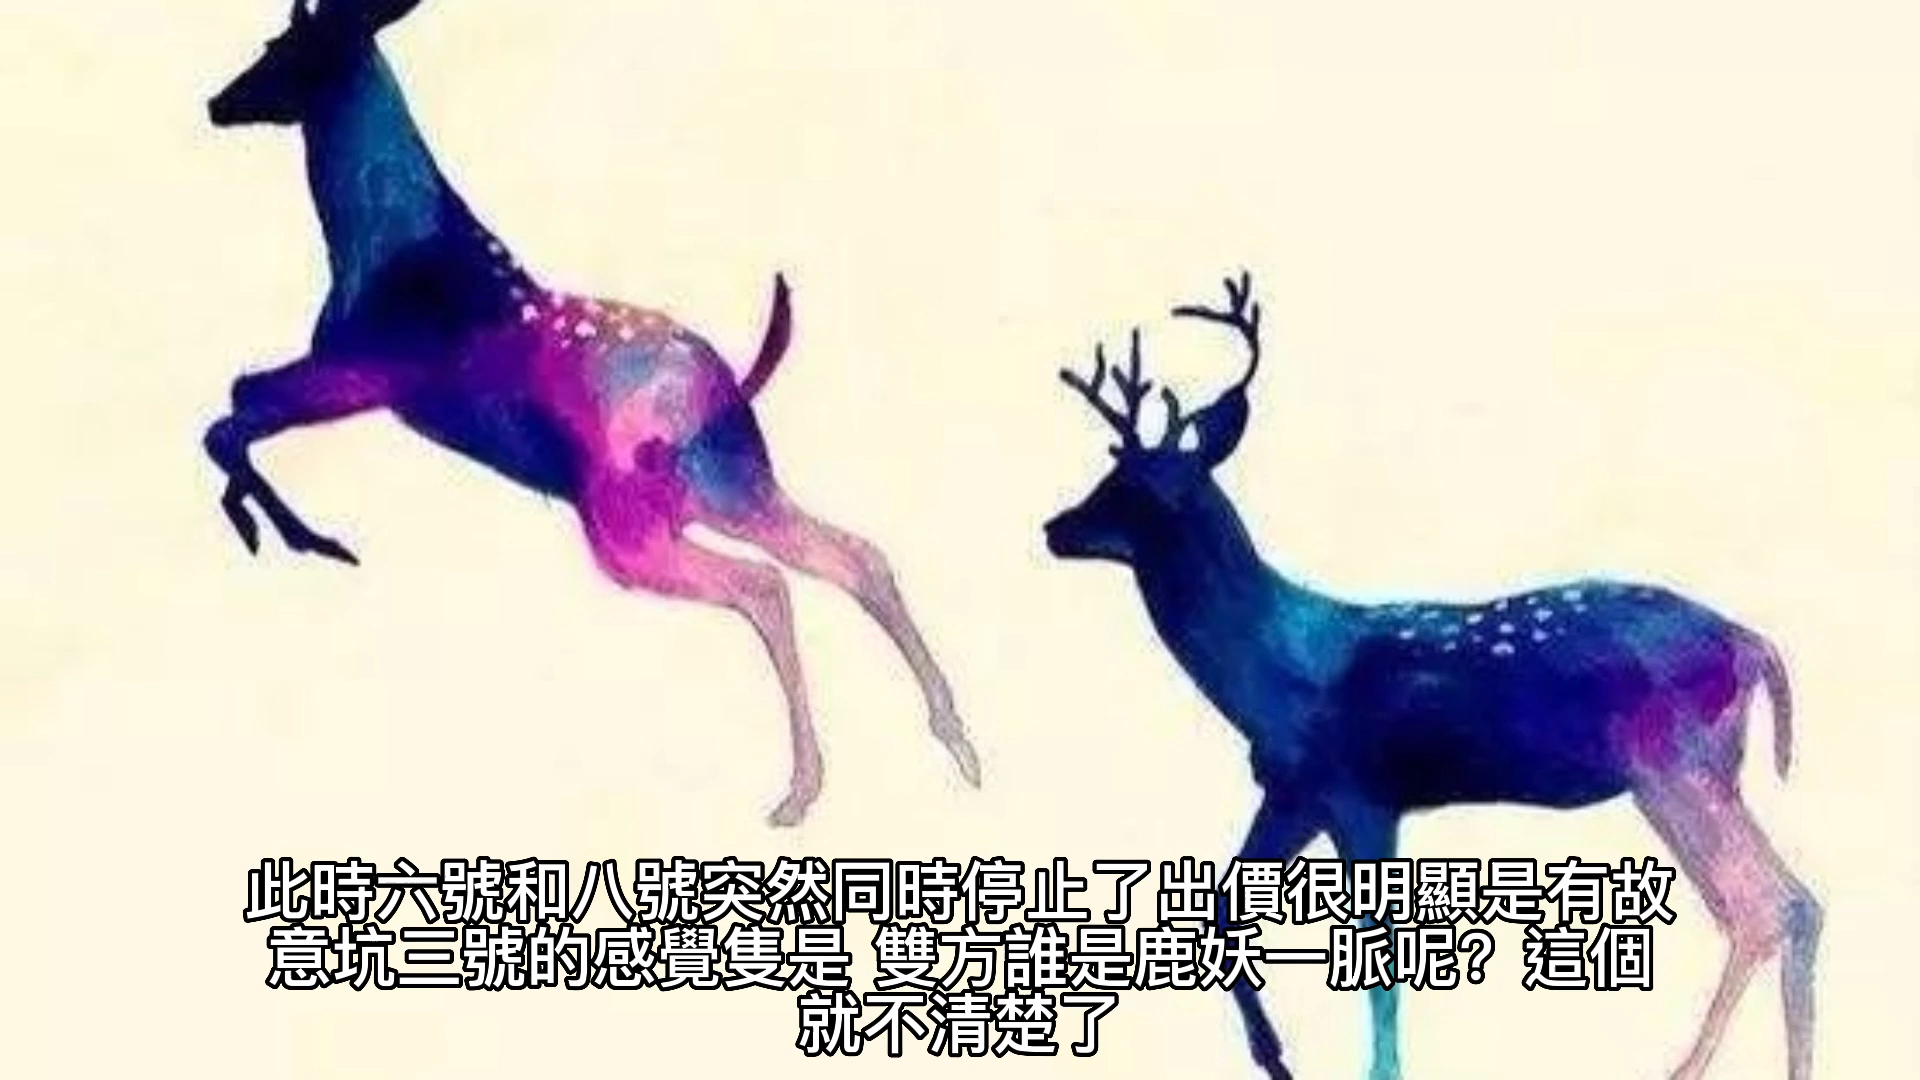 此時六號和八號突然同時停止了出價很明顯是有故
意坑三號的感覺隻是 雙方誰是鹿妖一脈呢？這個
就不清楚了